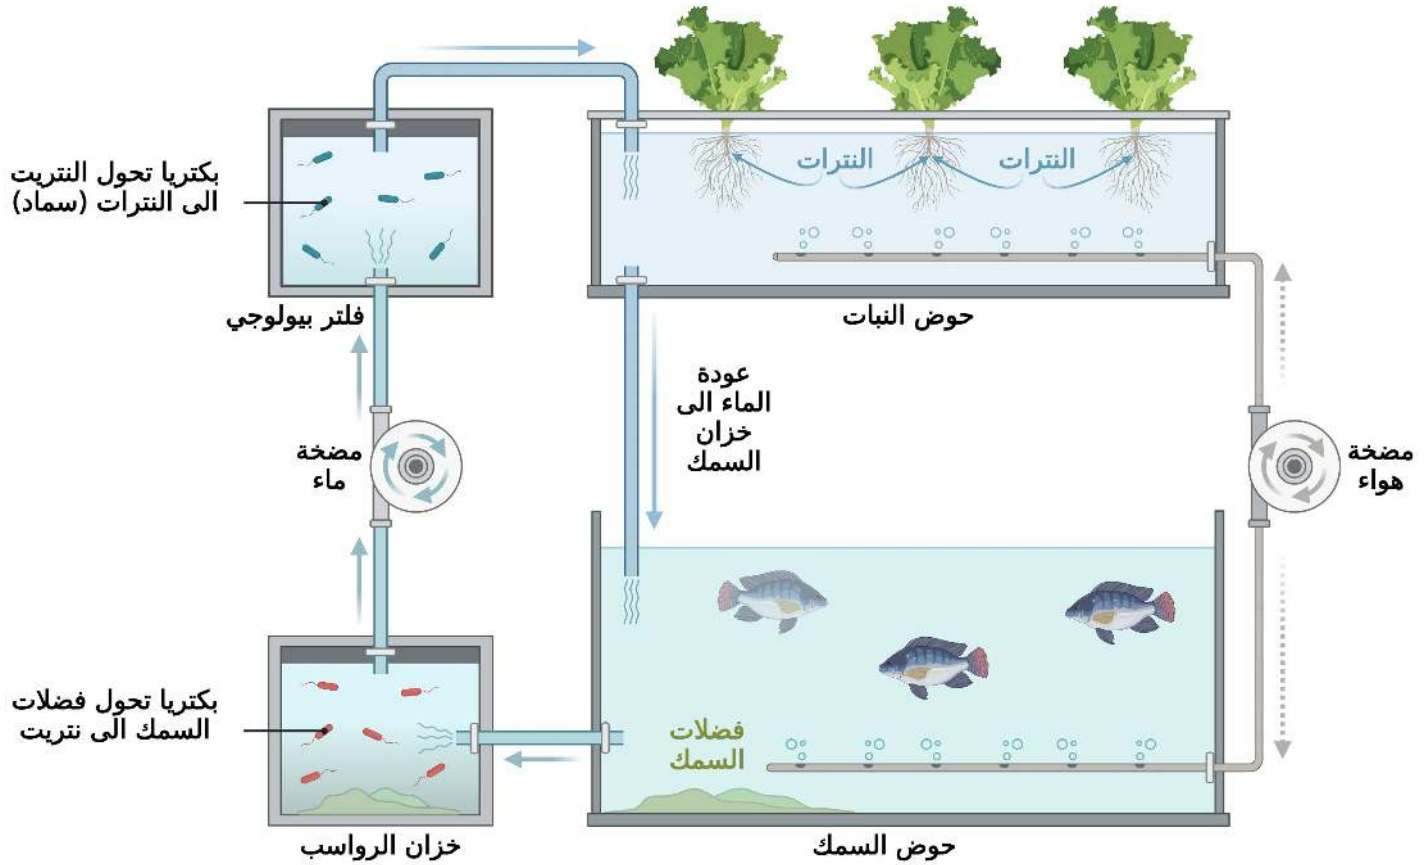 النترات
النترات
بكتريا تحول النتريت
الى النترات (سماد)
فلتر بيولوجي
حوض النبات
عودة
الماء الى
خزان
السمك
مضخة
ماء
مضخة
هواء
بكتريا تحول فضلات
السمك الى نتريت
فضلات
السمك
خزان الرواسب
حوض السمك